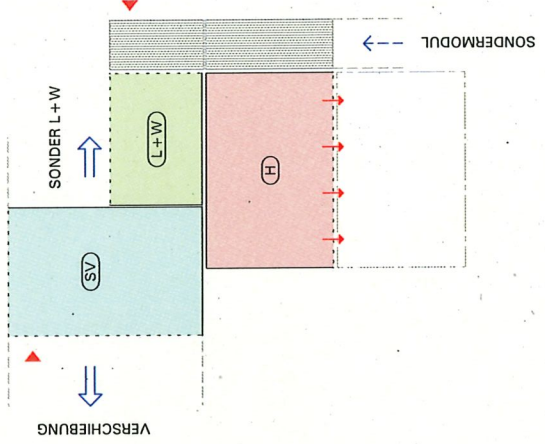 SONDERMODUL
SONDER L+W
L+W
H
SV
VERSCHIEBUNG